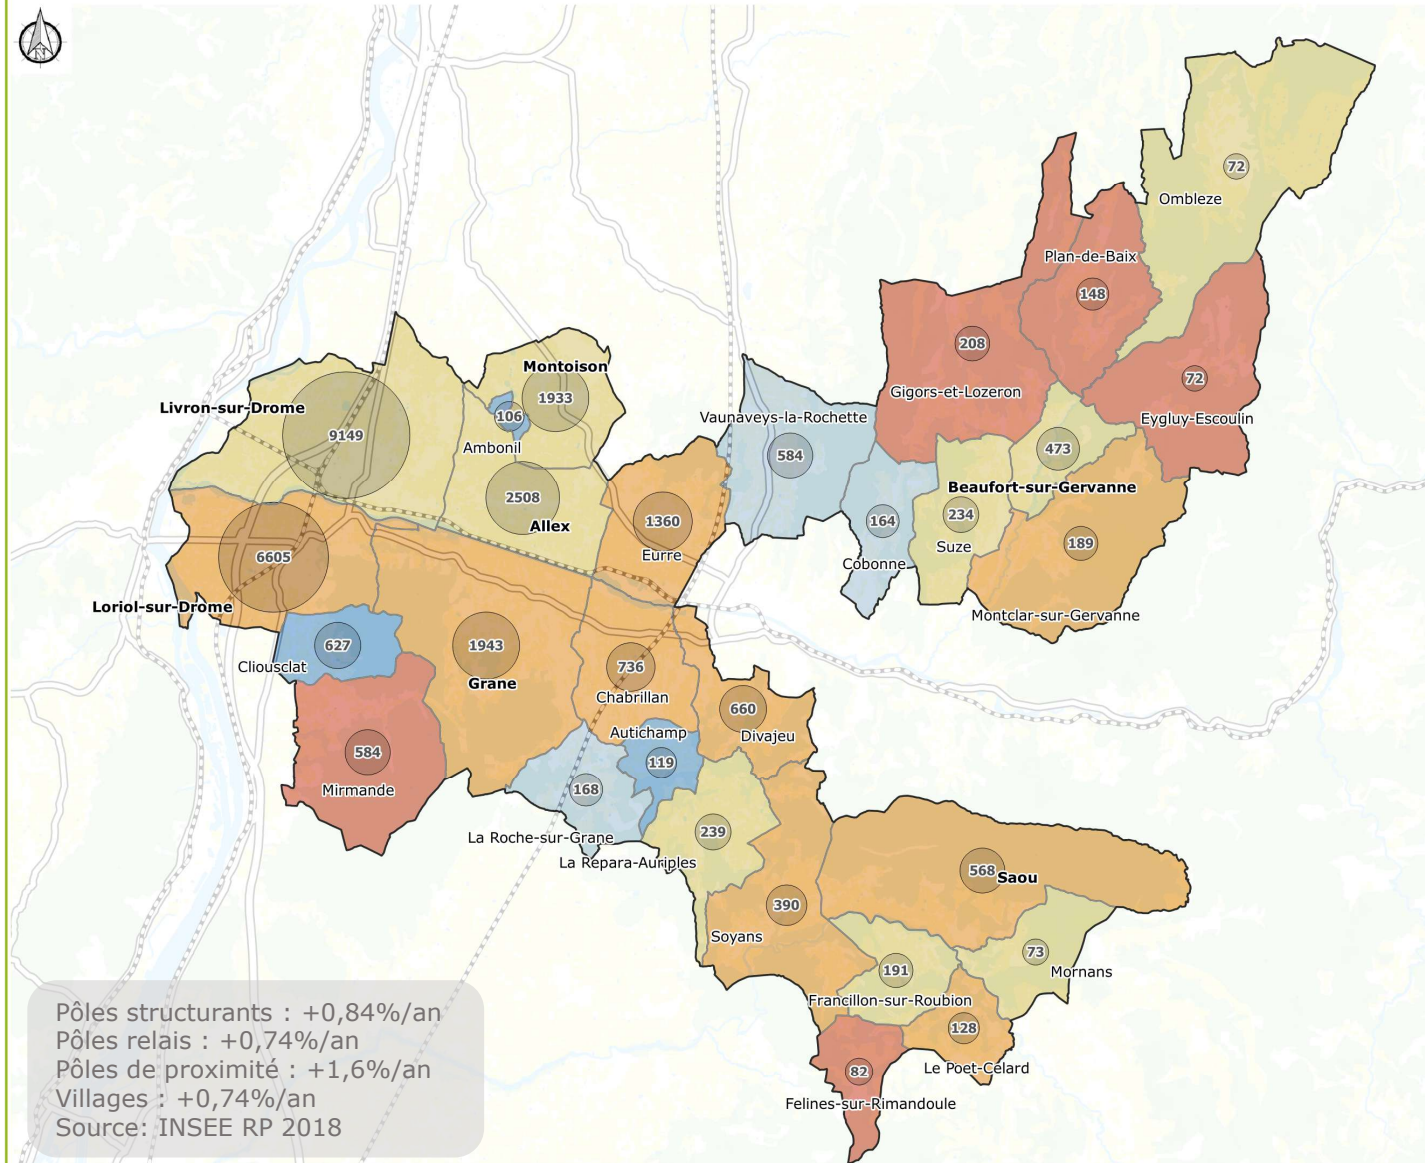 N
72
Ombleze
Plan-de-Baix
148
208
Gigors-et-Lozeron
72
Eygluy-Escoulin
Montoison
1933
Livron-sur-Drome
9149
106
Ambonil
Vaunaveys-la-Rochette
584
473
Beaufort-sur-Gervanne
2508
Allex
1360
Eurre
164
Cobonne
234
Suze
189
Montclar-sur-Gervanne
6605
Loriol-sur-Drome
627
Cliousclat
1943
Grane
736
Chabrillan
660
Divajeu
Autichamp
119
584
Mirmande
168
La Roche-sur-Grane
239
La Repara-Auriples
568
Saou
390
Soyans
73
Mornans
191
Francillon-sur-Roubion
128
Le Poet-Celard
82
Felines-sur-Rimandoule
Pôles structurants : +0,84%/an
Pôles relais : +0,74%/an
Pôles de proximité : +1,6%/an
Villages : +0,74%/an
Source: INSEE RP 2018